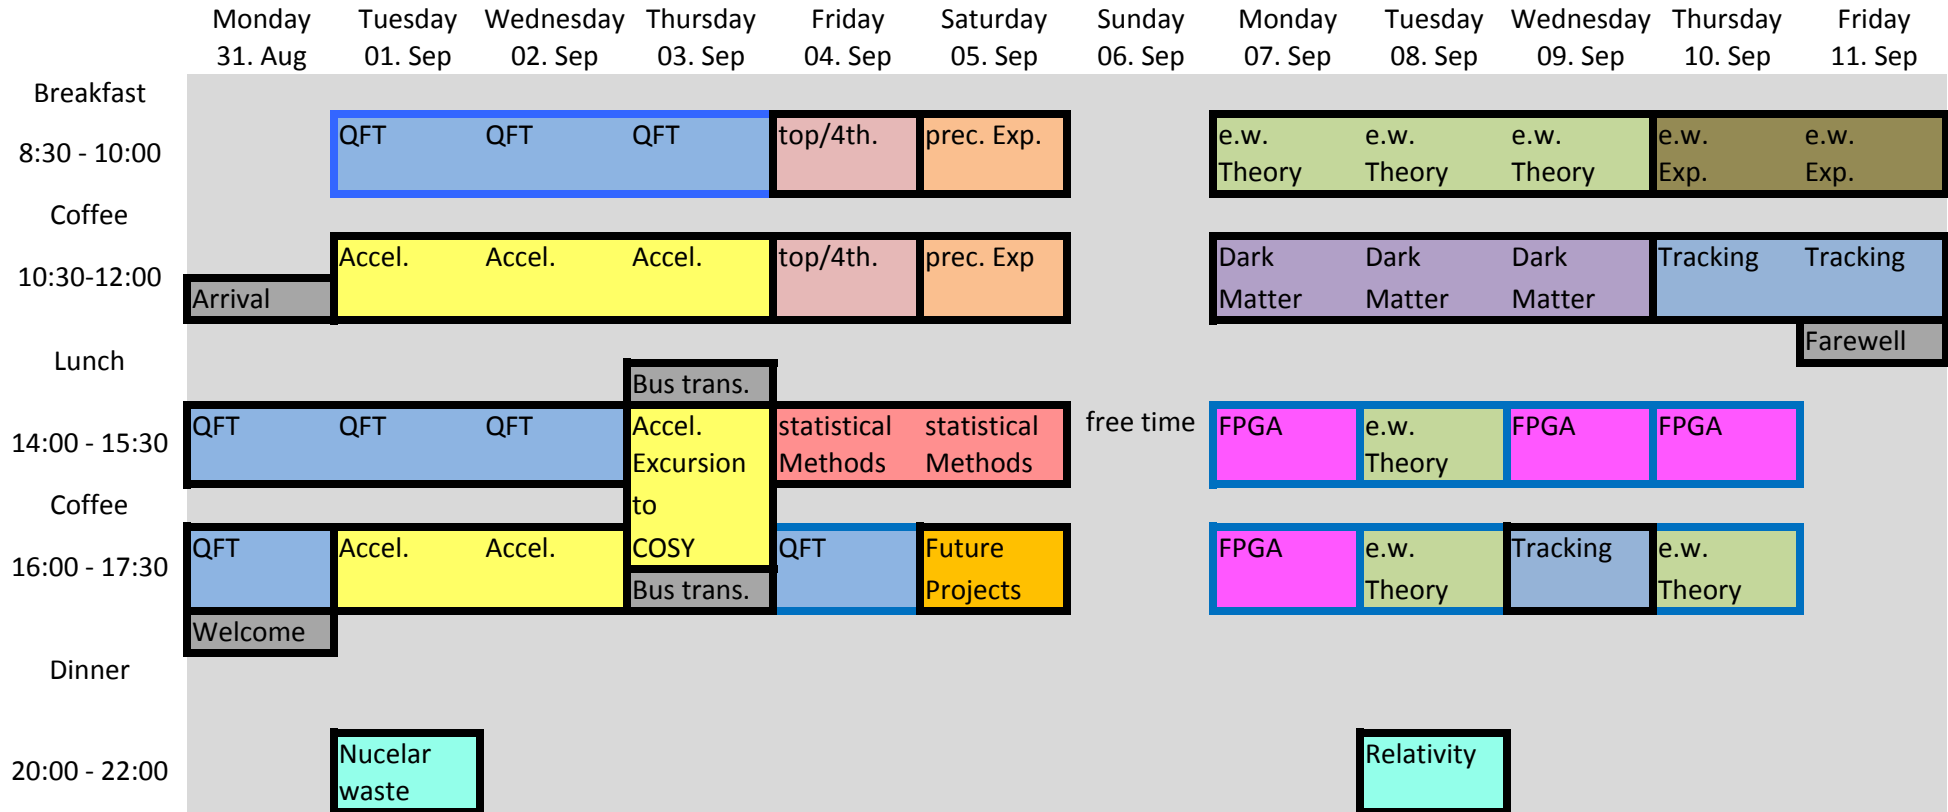 Monday Tuesday Wednesday Thursday Friday Saturday Sunday Monday Tuesday Wednesday Thursday Friday
31. Aug 01. Sep 02. Sep 03. Sep 04. Sep 05. Sep 06. Sep 07. Sep 08. Sep 09. Sep 10. Sep 11. Sep
Breakfast
QFT QFT QFT top/4th. prec. Exp. e.w. e.w. e.w. e.w. e.w.
8:30 - 10:00
Theory Theory Theory Exp. Exp.
Coffee
Accel. Accel. Accel. top/4th. prec. Exp Dark Dark Dark Tracking Tracking
10:30-12:00
Arrival Matter Matter Matter
Farewell
Lunch
Bus trans.
QFT QFT QFT Accel. statistical statistical free time FPGA e.w. FPGA FPGA
14:00 - 15:30
Excursion Methods Methods Theory
Coffee to
QFT Accel. Accel. COSY QFT Future FPGA e.w. Tracking e.w.
16:00 - 17:30
Bus trans. Projects Theory Theory
Welcome
Dinner
Nucelar Relativity
20:00 - 22:00
waste